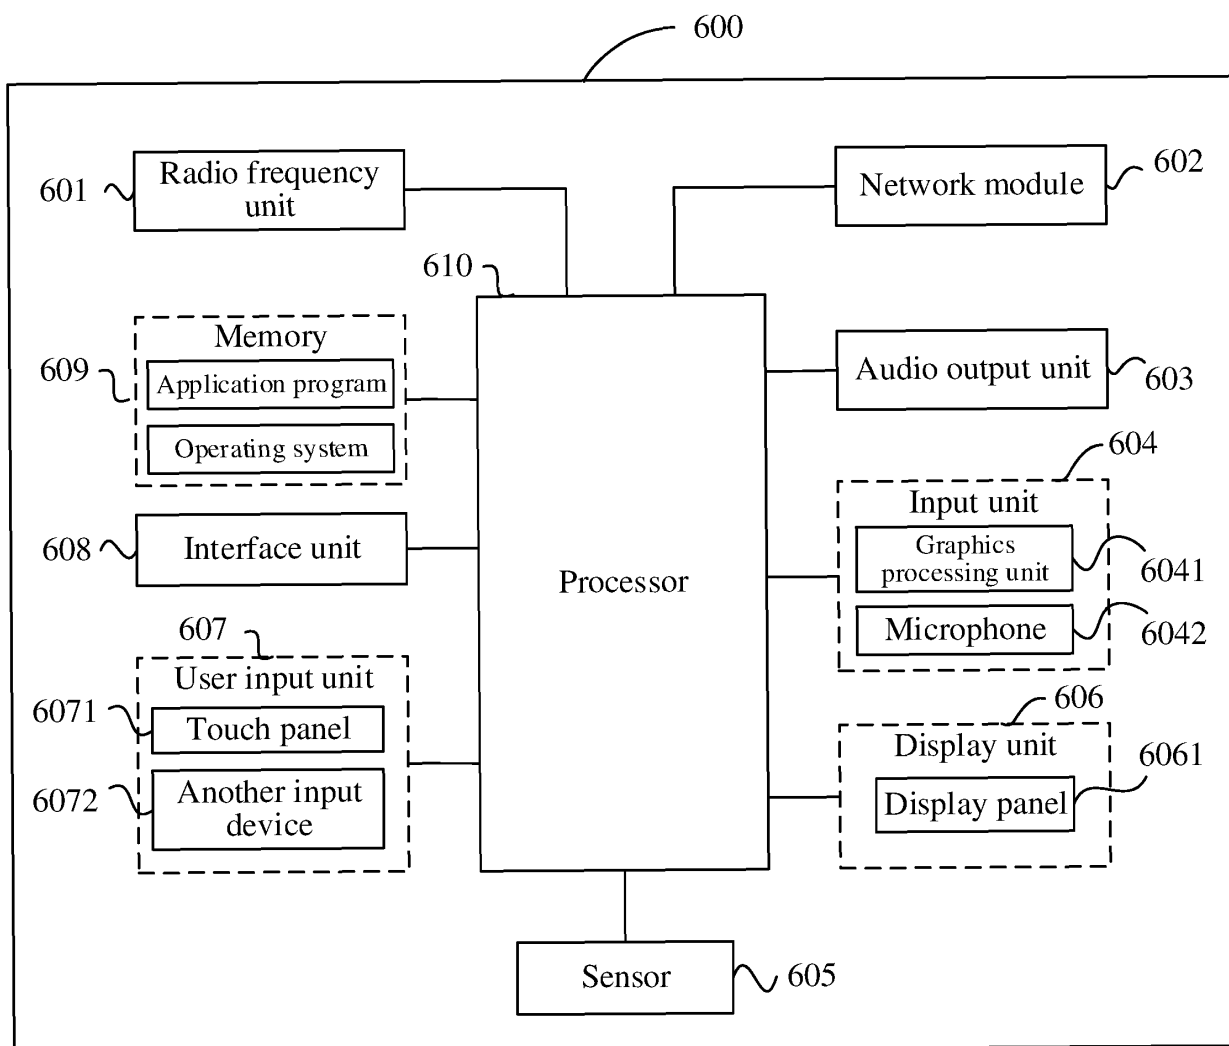 600
601
Radio frequency
unit
Network module
602
610
Memory
609
Application program
Operating system
Audio output unit
603
604
Input unit
Graphics
processing unit
6041
Microphone
6042
608
Interface unit
Processor
607
User input unit
6071
Touch panel
6072
Another input
device
606
Display unit
6061
Display panel
Sensor
605